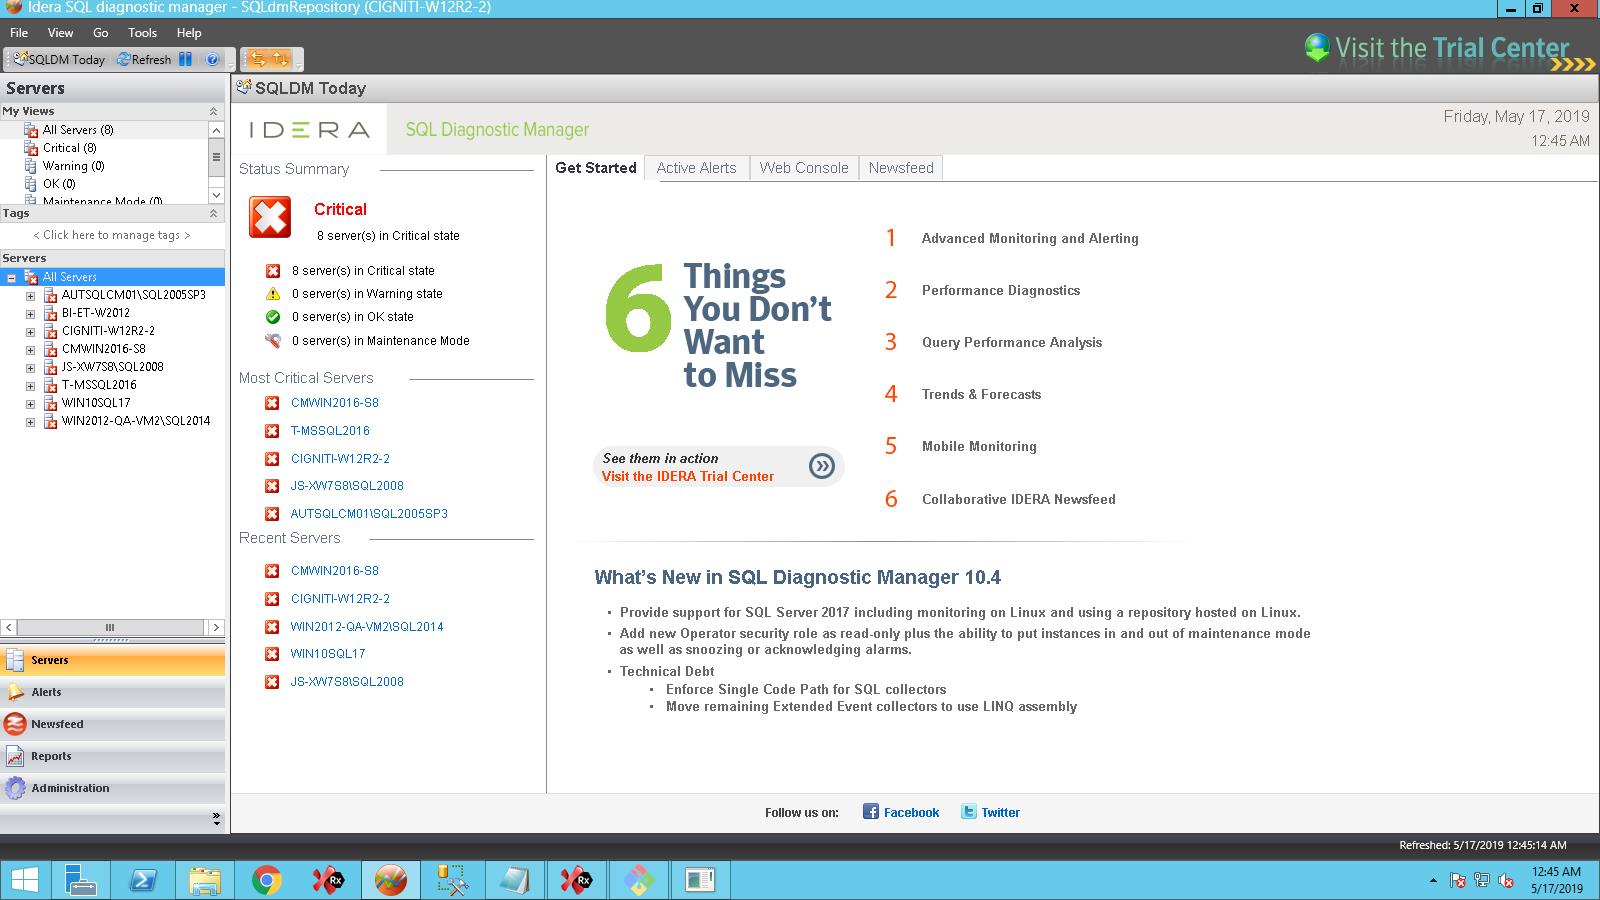 Idera SQL diagnostic manager - SQLdmRepository (CIGNITI-W12R2-2)
File View Go Tools Help
SQLDM Today Refresh
Visit the Trial Center
Servers
My Views
All Servers (8)
Critical (8)
Warning (0)
OK (0)
Maintenance Mode (0)
Tags
< Click here to manage tags >
Servers
All Servers
AUTSQLCM01\SQL2005SP3
BI-ET-W2012
CIGNITI-W12R2-2
CMWIN2016-S8
JS-XW7S8\SQL2008
T-MSSQL2016
WIN10SQL17
WIN2012-QA-VM2\SQL2014
Servers
Alerts
Newsfeed
Reports
Administration
SQLDM Today
IDERA SQL Diagnostic Manager
Friday, May 17, 2019
12:45 AM
Status Summary
Critical
8 server(s) in Critical state
8 server(s) in Critical state
0 server(s) in Warning state
0 server(s) in OK state
0 server(s) in Maintenance Mode
Most Critical Servers
CMWIN2016-S8
T-MSSQL2016
CIGNITI-W12R2-2
JS-XW7S8\SQL2008
AUTSQLCM01\SQL2005SP3
Recent Servers
CMWIN2016-S8
CIGNITI-W12R2-2
WIN2012-QA-VM2\SQL2014
WIN10SQL17
JS-XW7S8\SQL2008
Get Started Active Alerts Web Console Newsfeed
6 Things
You Don't
Want
to Miss
See them in action
Visit the IDERA Trial Center
1 Advanced Monitoring and Alerting
2 Performance Diagnostics
3 Query Performance Analysis
4 Trends & Forecasts
5 Mobile Monitoring
6 Collaborative IDERA Newsfeed
What's New in SQL Diagnostic Manager 10.4
• Provide support for SQL Server 2017 including monitoring on Linux and using a repository hosted on Linux.
• Add new Operator security role as read-only plus the ability to put instances in and out of maintenance mode
as well as snoozing or acknowledging alarms.
• Technical Debt
• Enforce Single Code Path for SQL collectors
• Move remaining Extended Event collectors to use LINQ assembly
Follow us on: Facebook Twitter
Refreshed: 5/17/2019 12:45:14 AM
Rx
Rx
12:45 AM
5/17/2019